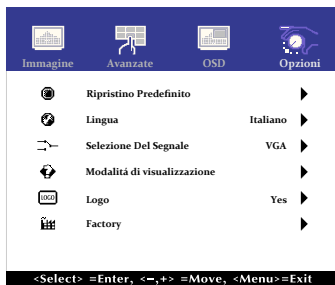 Immagine Avanzate OSD Opzioni
Ripristino Predefinito
Lingua Italiano
Selezione Del Segnale VGA
Modalitá di visualizzazione
LOGO
Logo Yes
Factory
<Select> =Enter, <–,+> =Move, <Menu>=Exit